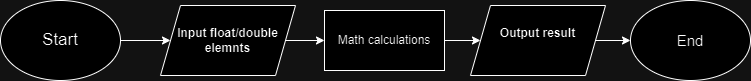 Start
Input float/double
elemnts
Math calculations
Output result
End